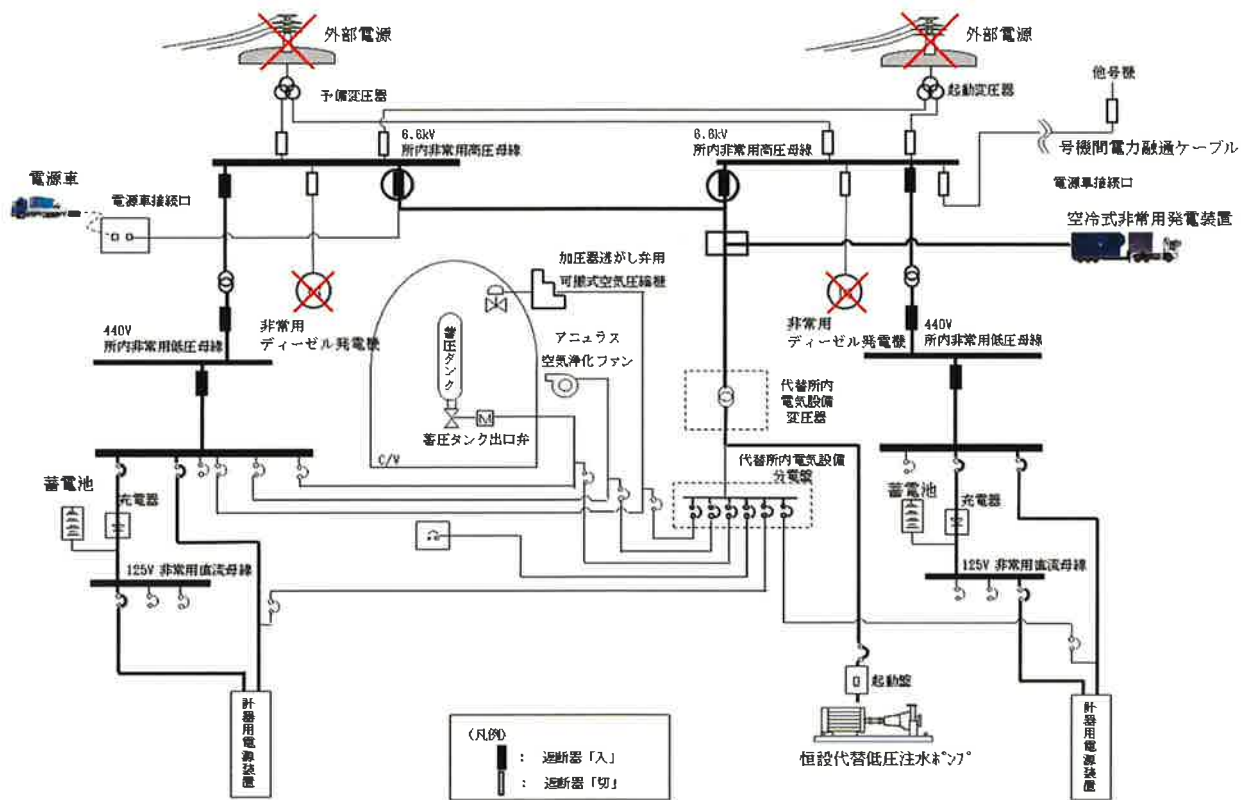 外部電源
外部電源
予備変圧器
起動変圧器
他号機
6.6kV
所内非常用高圧母線
6.6kV
所内非常用高圧母線
号機間電力融通ケーブル
電源車
電源車接続口
電源車接続口
空冷式非常用発電装置
加圧器逃がし弁用
可搬式空気圧縮機
非常用
ディーゼル発電機
蓄圧タンク
アニュラス
空気浄化ファン
非常用
ディーゼル発電機
440V
所内非常用低圧母線
440V
所内非常用低圧母線
代替所内
電気設備
変圧器
M
蓄圧タンク出口弁
C/V
代替所内電気設備
分電盤
蓄電池
充電器
蓄電池
充電器
125V 非常用直流母線
125V 非常用直流母線
起動盤
計器用電源装置
計器用電源装置
恒設代替低圧注水ポンプ
(凡例)
: 遮断器「入」
: 遮断器「切」